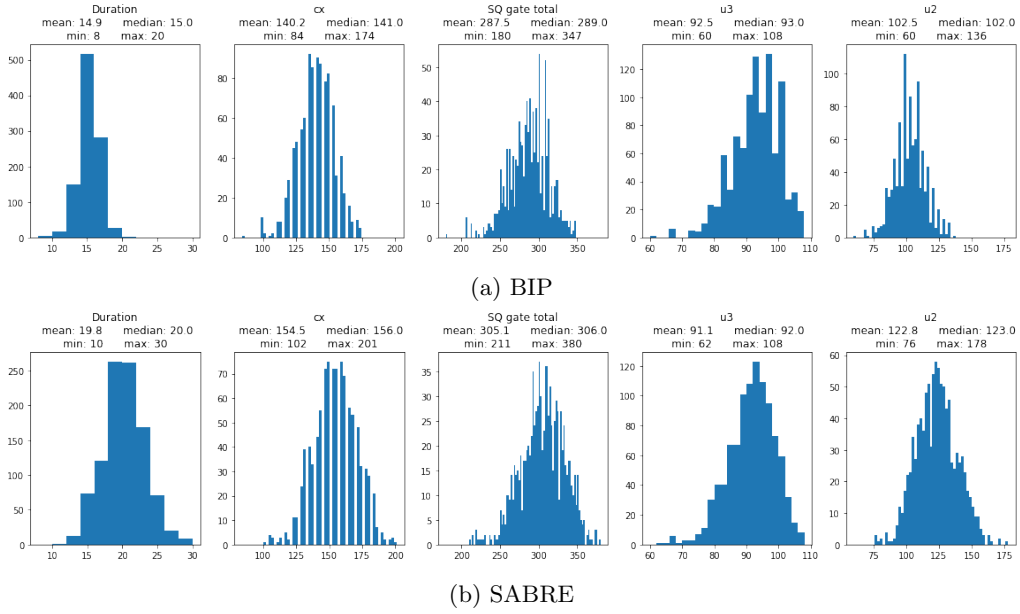 Duration
mean: 14.9 median: 15.0
min: 8 max: 20
cx
mean: 140.2 median: 141.0
min: 84 max: 174
SQ gate total
mean: 287.5 median: 289.0
min: 180 max: 347
u3
mean: 92.5 median: 93.0
min: 60 max: 108
u2
mean: 102.5 median: 102.0
min: 60 max: 136
500
400
300
200
100
0
10 15 20 25 30
80
60
40
20
0
75 100 125 150 175 200
50
40
30
20
10
0
200 250 300 350
120
100
80
60
40
20
0
60 70 80 90 100 110
100
80
60
40
20
0
75 100 125 150 175
(a) BIP
Duration
mean: 19.8 median: 20.0
min: 10 max: 30
cx
mean: 154.5 median: 156.0
min: 102 max: 201
SQ gate total
mean: 305.1 median: 306.0
min: 211 max: 380
u3
mean: 91.1 median: 92.0
min: 62 max: 108
u2
mean: 122.8 median: 123.0
min: 76 max: 178
250
200
150
100
50
0
10 15 20 25 30
70
60
50
40
30
20
10
0
75 100 125 150 175 200
35
30
25
20
15
10
5
0
200 250 300 350
120
100
80
60
40
20
0
60 70 80 90 100 110
60
50
40
30
20
10
0
75 100 125 150 175
(b) SABRE